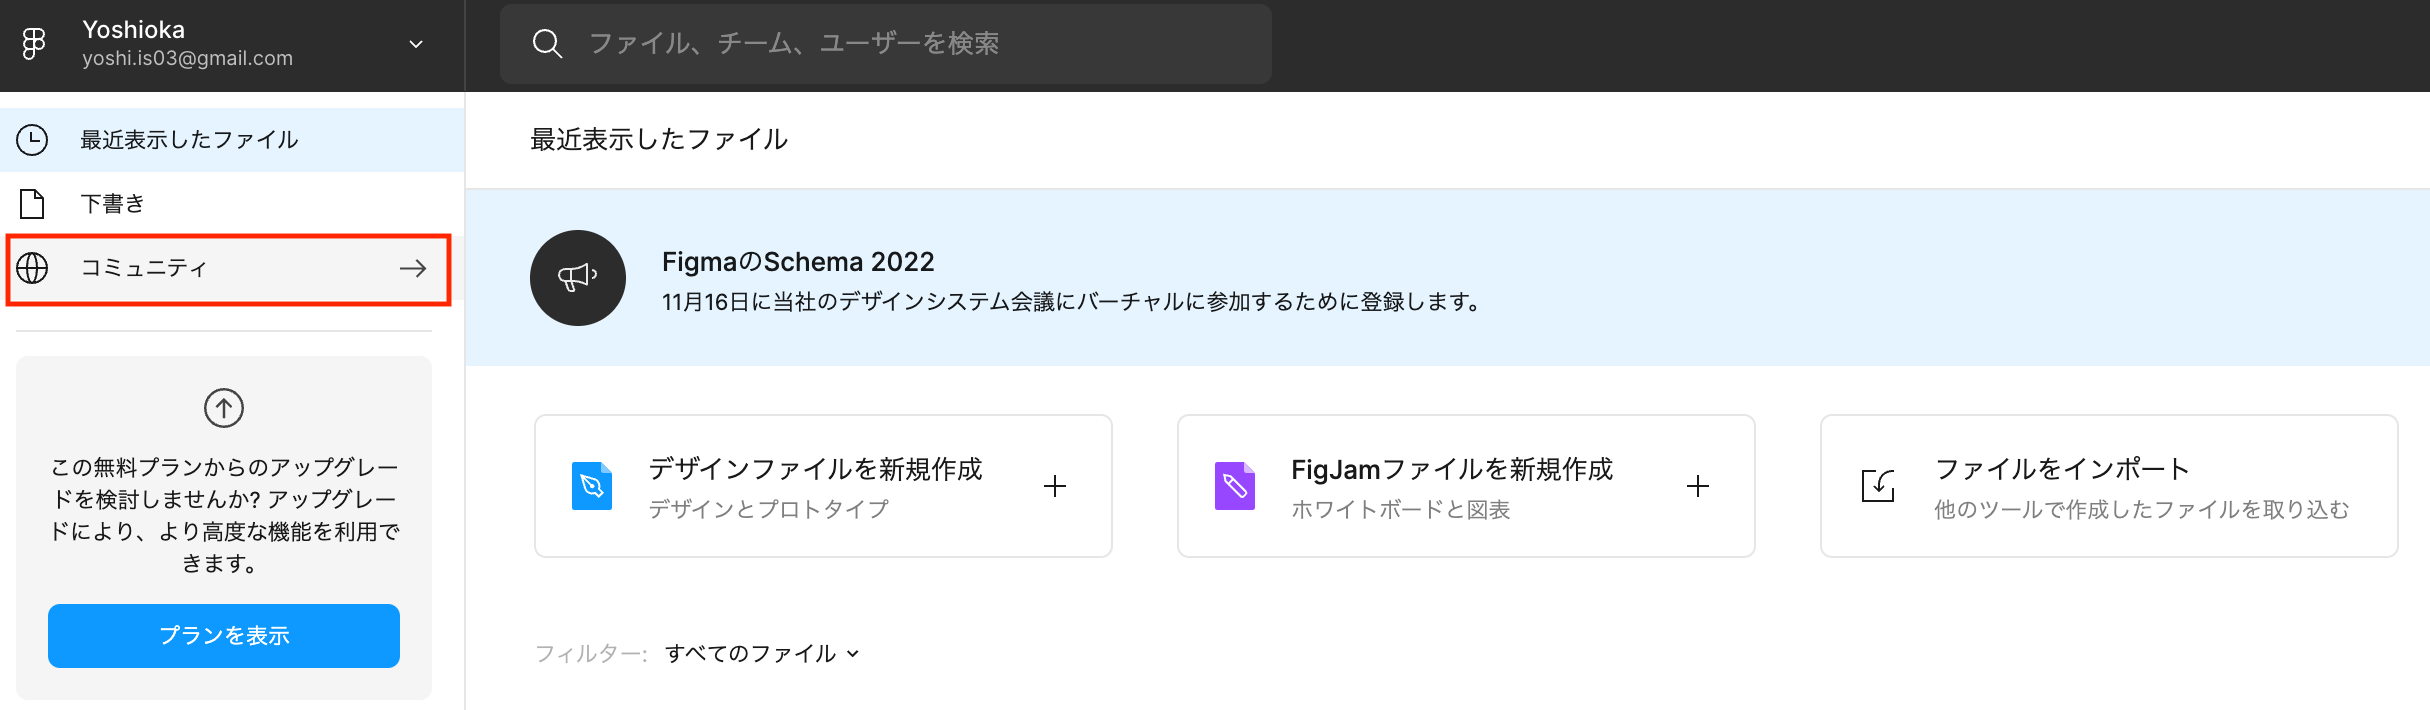 Yoshioka
yoshi.is03@gmail.com
ファイル、チーム、ユーザーを検索
最近表示したファイル
下書き
コミュニティ
この無料プランからのアップグレー
ドを検討しませんか? アップグレー
ドにより、より高度な機能を利用で
きます。
プランを表示
最近表示したファイル
FigmaのSchema 2022
11月16日に当社のデザインシステム会議にバーチャルに参加するために登録します。
デザインファイルを新規作成
デザインとプロトタイプ
FigJamファイルを新規作成
ホワイトボードと図表
ファイルをインポート
他のツールで作成したファイルを取り込む
フィルター: すべてのファイル